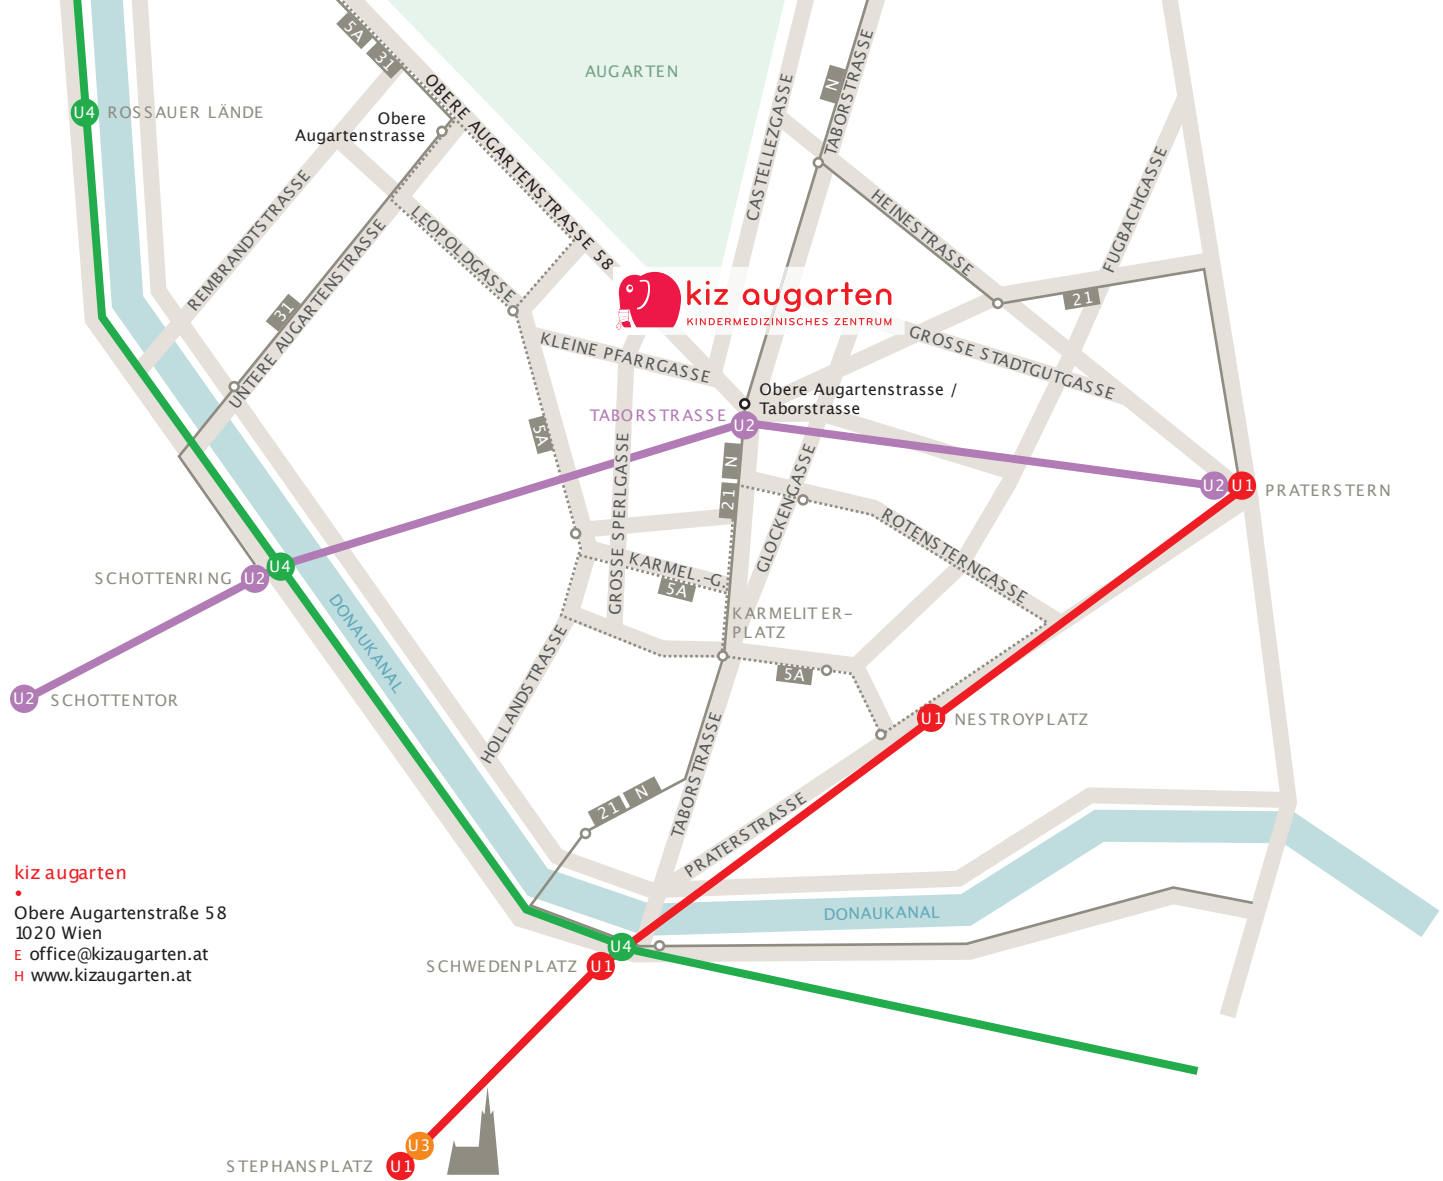 5A
31
AUGARTEN
N
TABORSTRASSE
CASTELLEZGASSE
OBERE AUGARTENSTRASSE 58
U4
ROSSAUER LÄNDE
Obere
Augartenstrasse
REMBRANDTSTRASSE
LEOPOLDGASSE
HEINESTRASSE
FUGBACHGASSE
31
UNTERE AUGARTENSTRASSE
kiz augarten
KINDERMEDIZINISCHES ZENTRUM
21
KLEINE PFARRGASSE
GROSSE STADTGUTGASSE
Obere Augartenstrasse /
Taborstrasse
TABORSTRASSE
U2
5A
GROSSE SPERLGASSE
21
N
GLOCKENGASSE
U2
U1
PRATERSTERN
ROTENSTERNGASSE
SCHOTTENRING
U2
U4
KARMEL.-G.
5A
KARMELITER-
PLATZ
DONAUKANAL
HOLLANDSTRASSE
5A
U2
SCHOTTENTOR
U1
NESTROYPLATZ
TABORSTRASSE
21
N
PRATERSTRASSE
DONAUKANAL
kiz augarten
•
Obere Augartenstraße 58
1020 Wien
E office@kizaugarten.at
H www.kizaugarten.at
U4
SCHWEDENPLATZ
U1
U3
STEPHANSPLATZ
U1